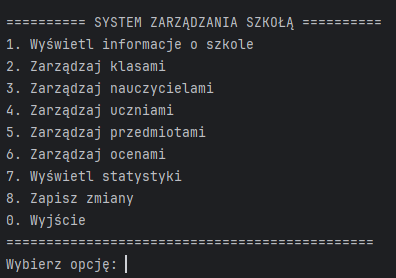 ========== SYSTEM ZARZĄDZANIA SZKOŁĄ ==========
1. Wyświetl informacje o szkole
2. Zarządzaj klasami
3. Zarządzaj nauczycielami
4. Zarządzaj uczniami
5. Zarządzaj przedmiotami
6. Zarządzaj ocenami
7. Wyświetl statystyki
8. Zapisz zmiany
0. Wyjście
==============================================
Wybierz opcję: